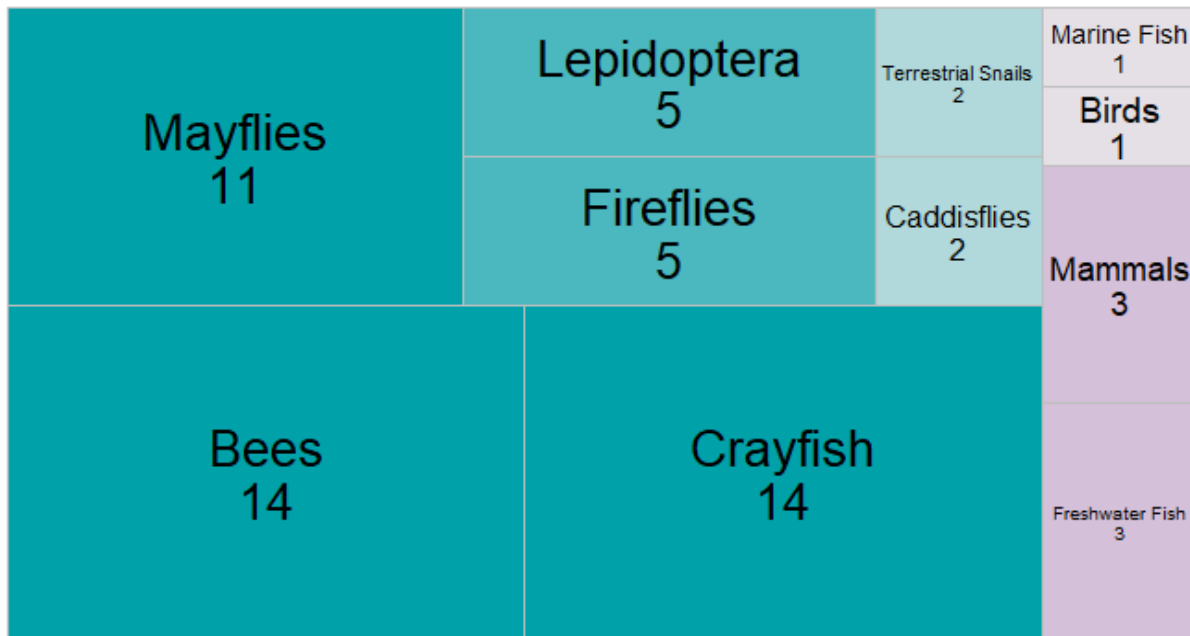 Mayflies
11
Lepidoptera
5
Fireflies
5
Terrestrial Snails
2
Caddisflies
2
Marine Fish
1
Birds
1
Mammals
3
Freshwater Fish
3
Bees
14
Crayfish
14